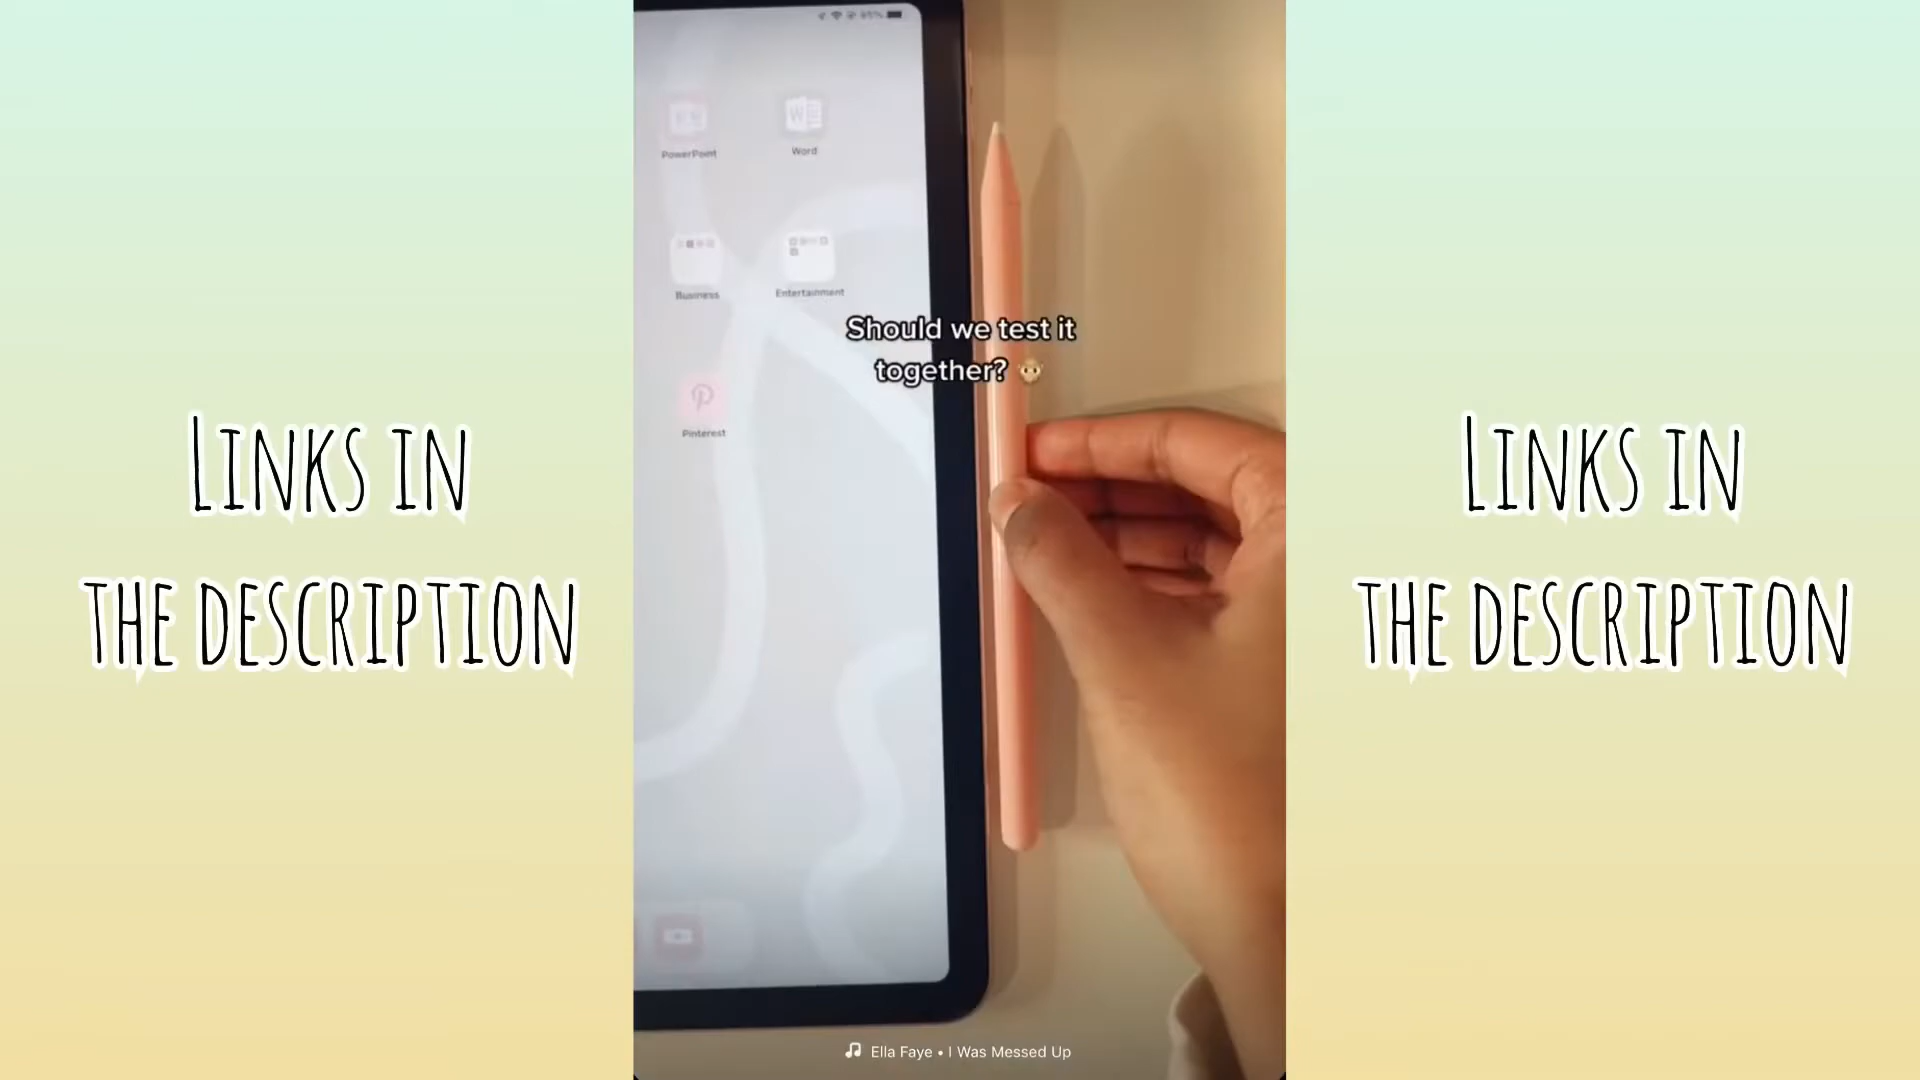 85%
PowerPoint
Word
Business
Entertainment
Should we test it
together?
Pinterest
Links in
the description
Links in
the description
Ella Faye • I Was Messed Up